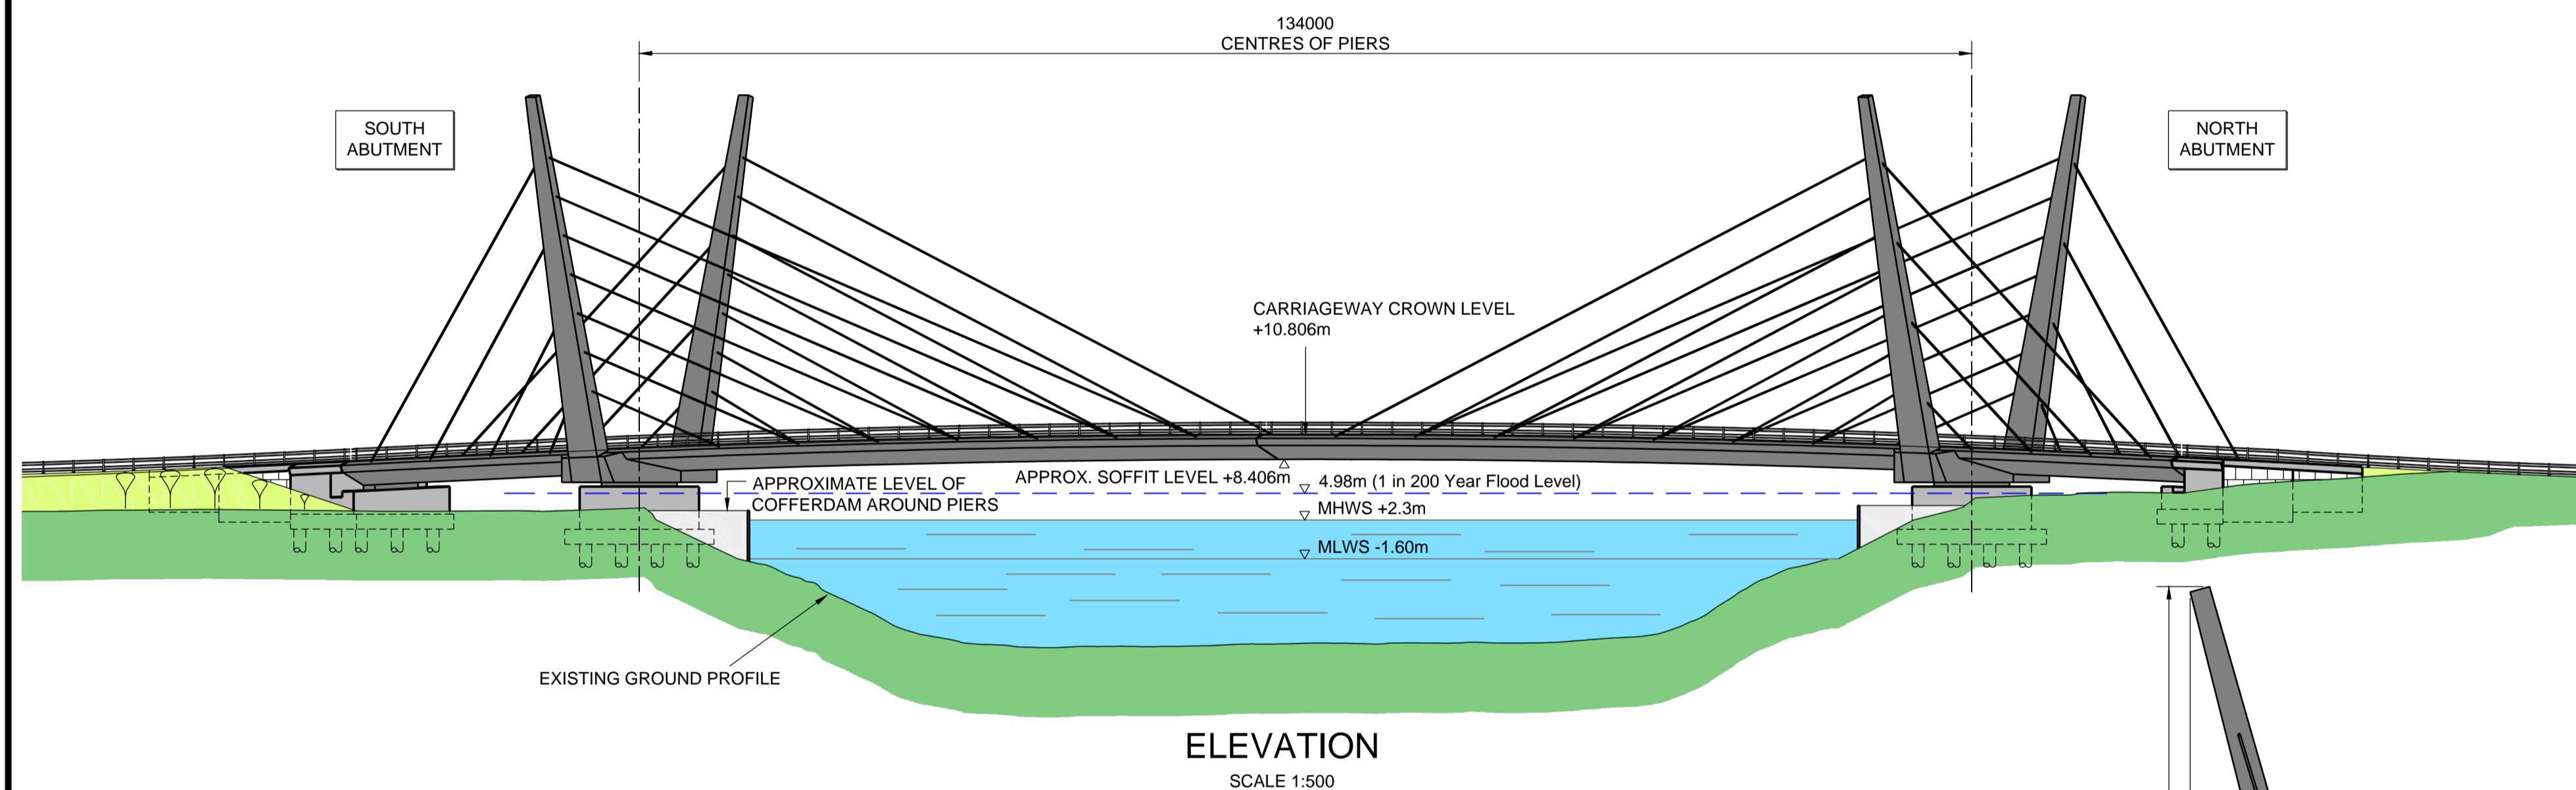 134000
CENTRES OF PIERS
SOUTH
ABUTMENT
NORTH
ABUTMENT
CARRIAGEWAY CROWN LEVEL
+10.806m
APPROX. SOFFIT LEVEL +8.406m
4.98m (1 in 200 Year Flood Level)
APPROXIMATE LEVEL OF
COFFERDAM AROUND PIERS
MHWS +2.3m
MLWS -1.60m
EXISTING GROUND PROFILE
ELEVATION
SCALE 1:500